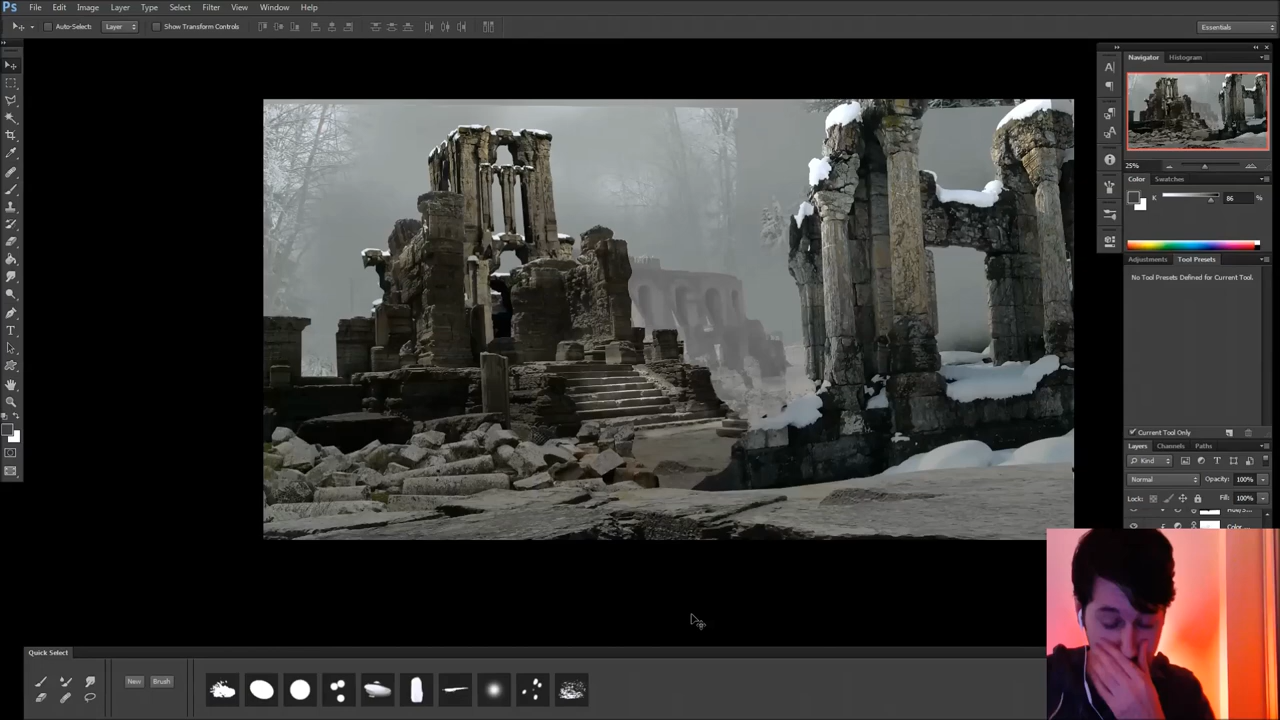 Ps File Edit Image Layer Type Select Filter View Window Help
Auto-Select: Layer Show Transform Controls Essentials
Navigator Histogram
25%
Color Swatches
K 86 %
Adjustments Tool Presets
No Tool Presets Defined for Current Tool.
Current Tool Only
Layers Channels Paths
Kind
Normal Opacity: 100%
Lock: Fill: 100%
Quick Select
New Brush